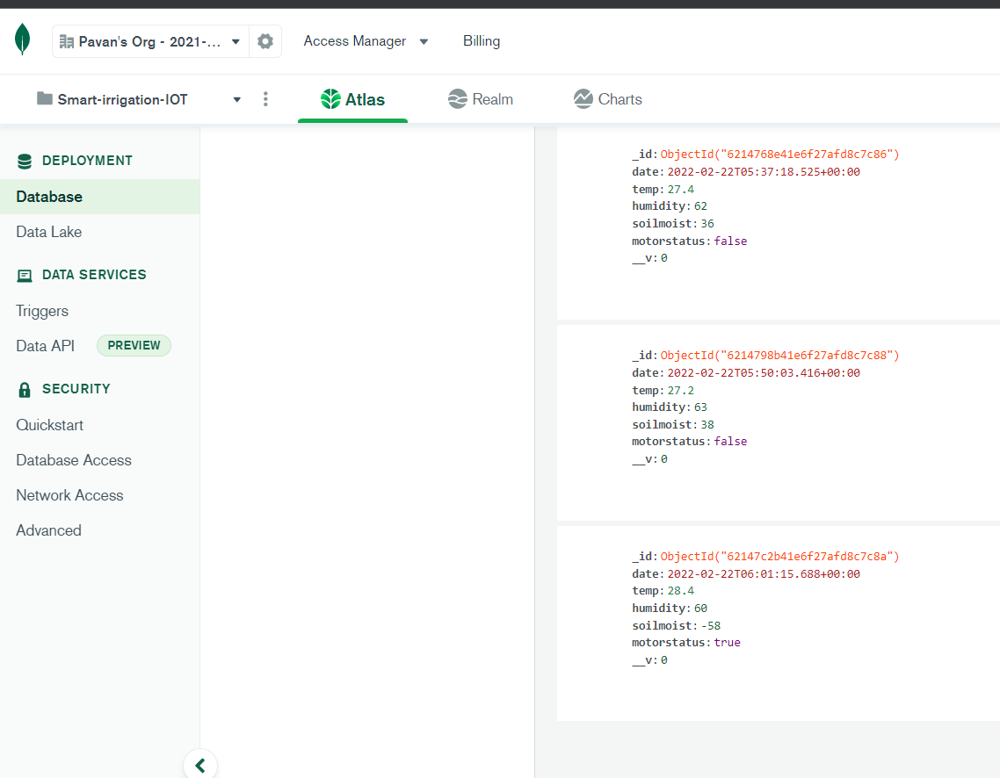 Pavan's Org - 2021-...
Access Manager
Billing
Smart-irrigation-IOT
Atlas
Realm
Charts
DEPLOYMENT
Database
Data Lake
DATA SERVICES
Triggers
Data API PREVIEW
SECURITY
Quickstart
Database Access
Network Access
Advanced
_id: ObjectId("6214768e41e6f27afd8c7c86")
date: 2022-02-22T05:37:18.525+00:00
temp: 27.4
humidity: 62
soilmoist: 36
motorstatus: false
__v: 0
_id: ObjectId("6214798b41e6f27afd8c7c88")
date: 2022-02-22T05:50:03.416+00:00
temp: 27.2
humidity: 63
soilmoist: 38
motorstatus: false
__v: 0
_id: ObjectId("62147c2b41e6f27afd8c7c8a")
date: 2022-02-22T06:01:15.688+00:00
temp: 28.4
humidity: 60
soilmoist: -58
motorstatus: true
__v: 0